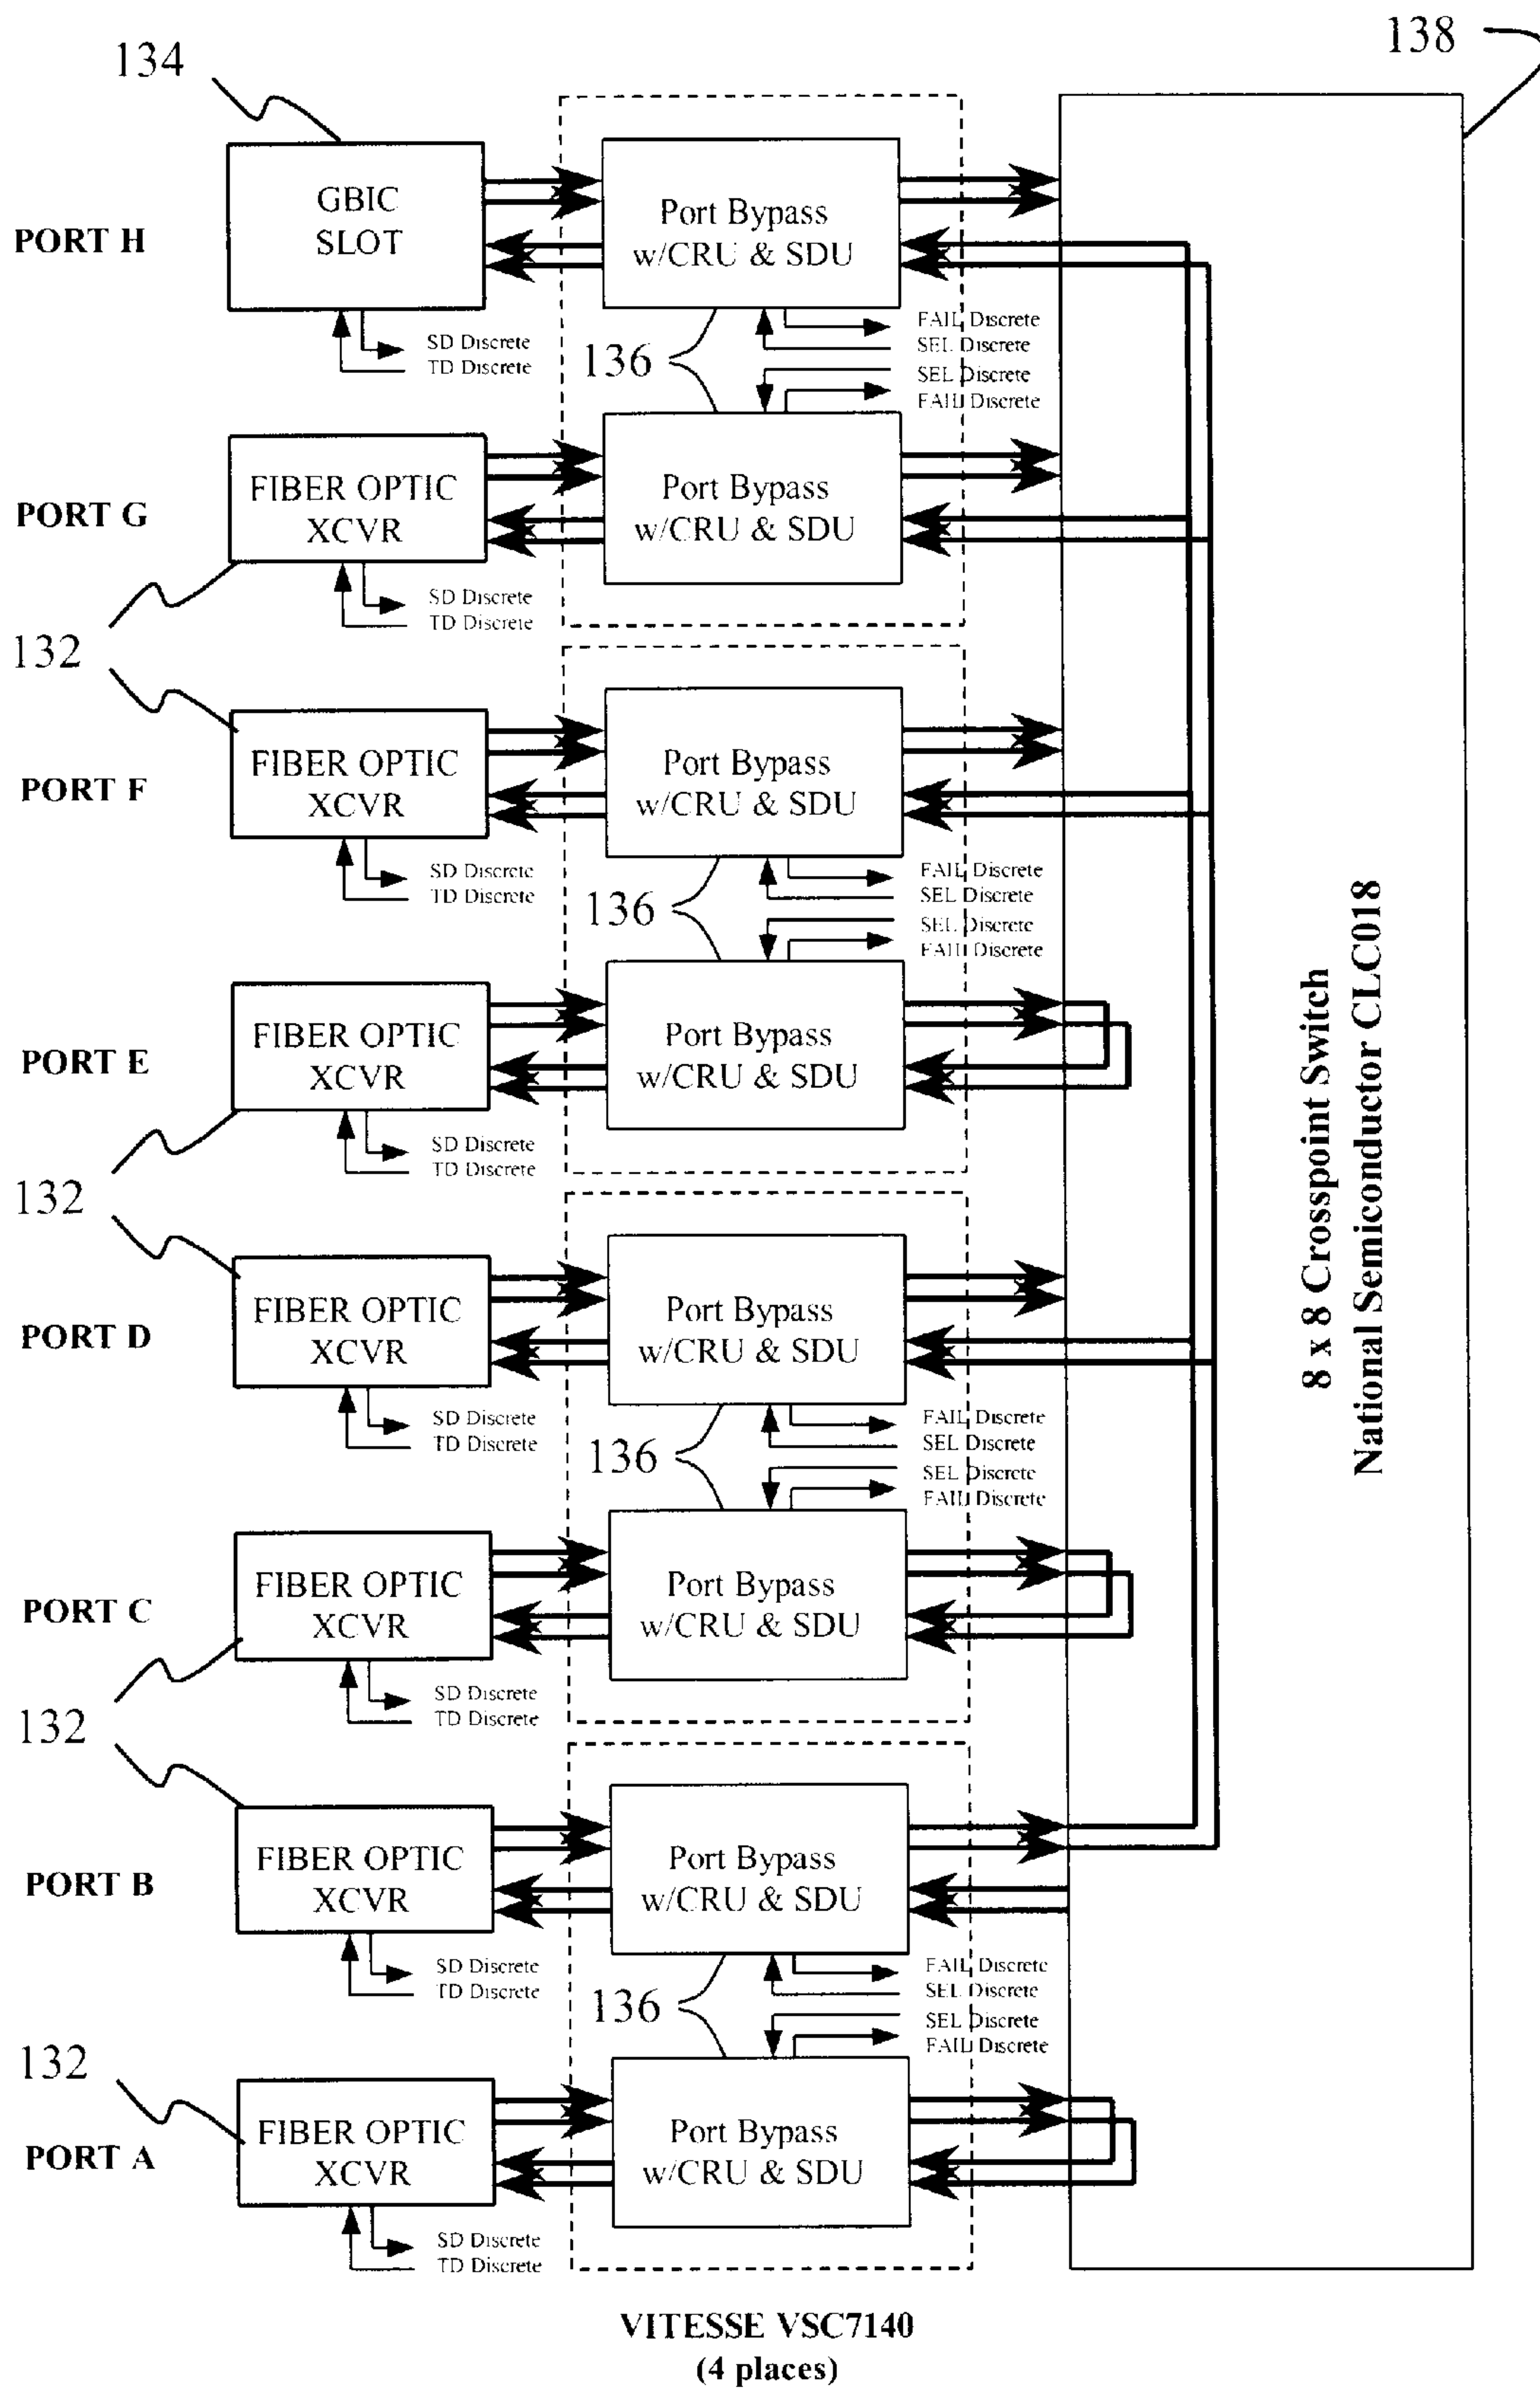 138
134
GBIC
SLOT
Port Bypass
w/CRU & SDU
PORT H
SD Discrete
TD Discrete
136
FAIL Discrete
SEL Discrete
SEL Discrete
FAIL Discrete
FIBER OPTIC
XCVR
Port Bypass
w/CRU & SDU
PORT G
SD Discrete
TD Discrete
132
FIBER OPTIC
XCVR
Port Bypass
w/CRU & SDU
PORT F
SD Discrete
TD Discrete
136
FAIL Discrete
SEL Discrete
SEL Discrete
FAIL Discrete
FIBER OPTIC
XCVR
Port Bypass
w/CRU & SDU
PORT E
SD Discrete
TD Discrete
132
8 x 8 Crosspoint Switch
National Semiconductor CLC018
FIBER OPTIC
XCVR
Port Bypass
w/CRU & SDU
PORT D
SD Discrete
TD Discrete
136
FAIL Discrete
SEL Discrete
SEL Discrete
FAIL Discrete
FIBER OPTIC
XCVR
Port Bypass
w/CRU & SDU
PORT C
SD Discrete
TD Discrete
132
FIBER OPTIC
XCVR
Port Bypass
w/CRU & SDU
PORT B
SD Discrete
TD Discrete
136
FAIL Discrete
SEL Discrete
SEL Discrete
FAIL Discrete
132
FIBER OPTIC
XCVR
Port Bypass
w/CRU & SDU
PORT A
SD Discrete
TD Discrete
VITESSE VSC7140
(4 places)